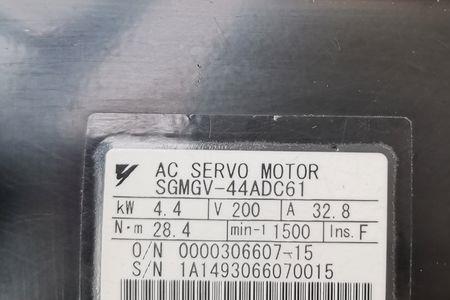 AC SERVO MOTOR
SGMGV-44ADC61
kW 4.4 V 200 A 32.8
N·m 28.4 min-1 1500 Ins. F
O/N 0000306607-15
S/N 1A1493066070015